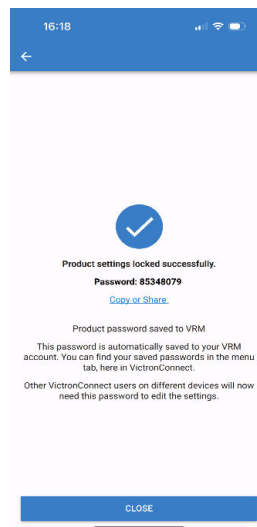 16:18
Product settings locked successfully.
Password: 85348079
Copy or Share
Product password saved to VRM
This password is automatically saved to your VRM
account. You can find your saved passwords in the menu
tab, here in VictronConnect.
Other VictronConnect users on different devices will now
need this password to edit the settings.
CLOSE